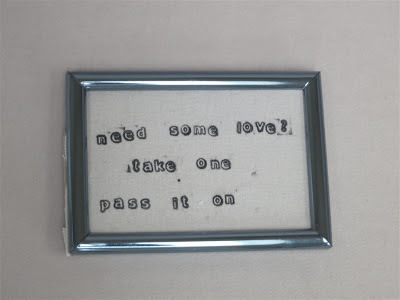 need some love?
take one
pass it on